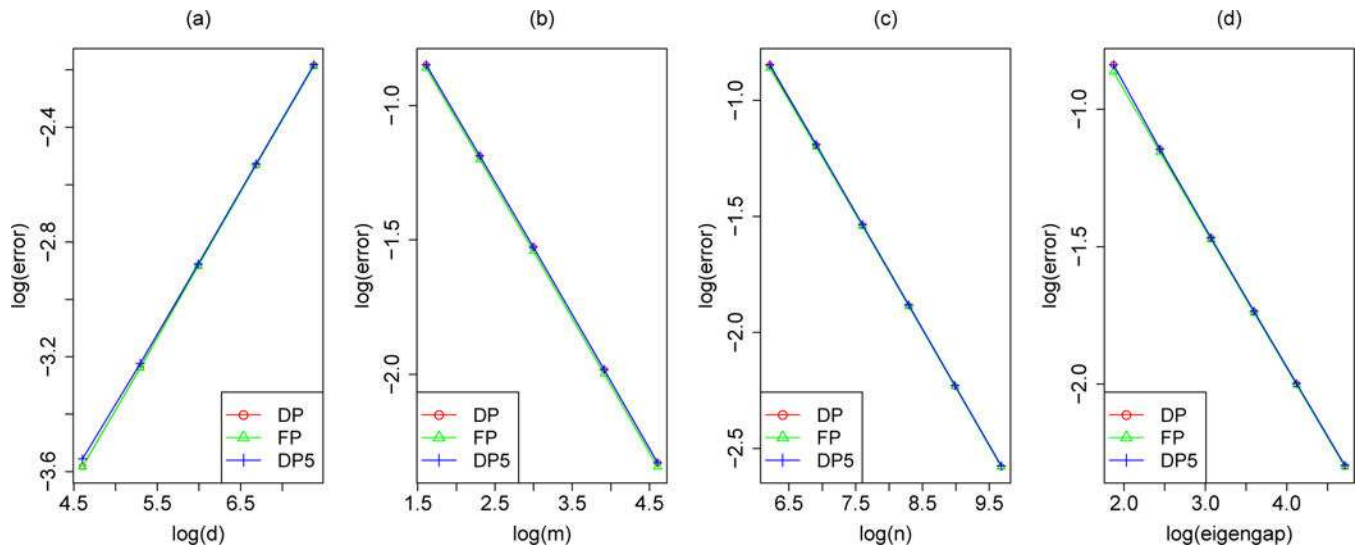 (a)
−2.4
−2.8
−3.2
−3.6
log(error)
4.5 5.5 6.5
log(d)
DP
FP
DP5
(b)
−1.0
−1.5
−2.0
log(error)
1.5 2.5 3.5 4.5
log(m)
DP
FP
DP5
(c)
−1.0
−1.5
−2.0
−2.5
log(error)
6.5 7.5 8.5 9.5
log(n)
DP
FP
DP5
(d)
−1.0
−1.5
−2.0
log(error)
2.0 3.0 4.0
log(eigengap)
DP
FP
DP5